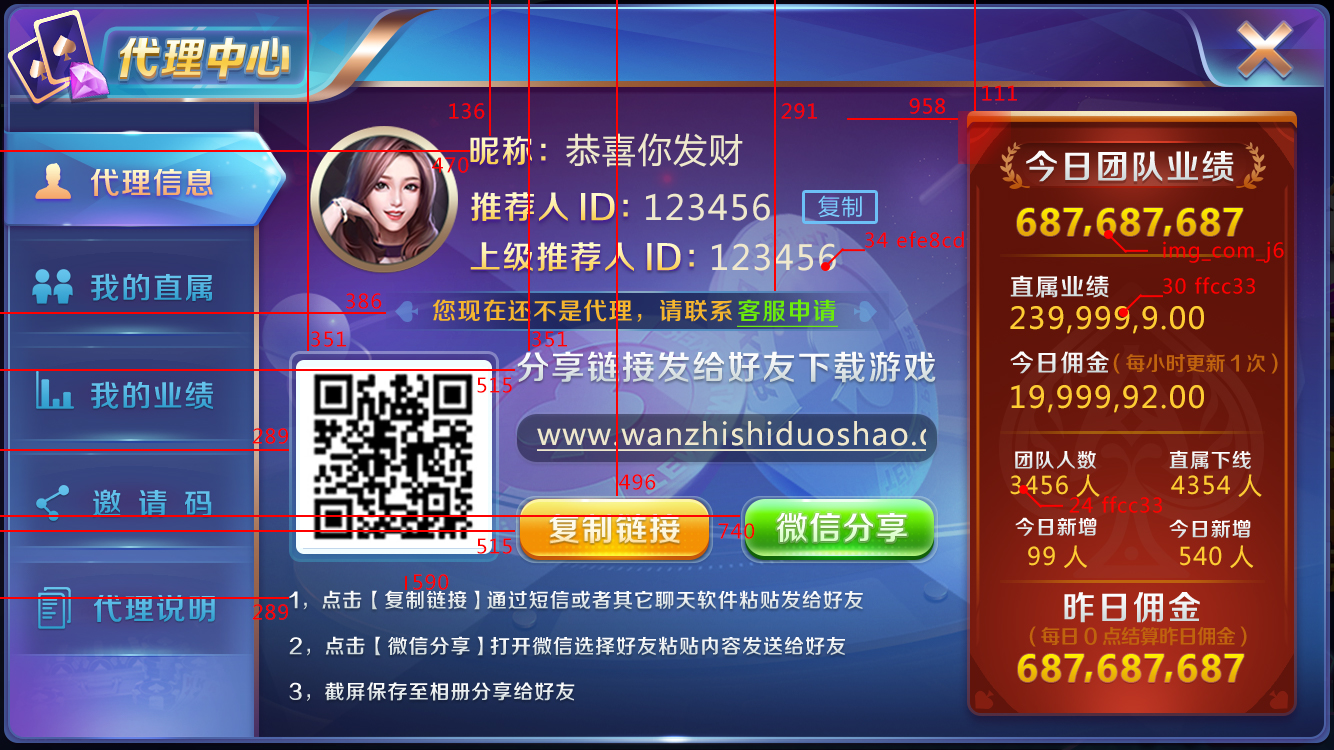 代理中心
136
291
958
111
代理信息
470
昵称：恭喜你发财
推荐人 ID：123456
复制
上级推荐人 ID：123456
34 efe8cd
386
您现在还不是代理，请联系客服申请
我的直属
351
351
分享链接发给好友下载游戏
515
我的业绩
289
www.wanzhishiduoshao.c
496
邀请码
复制链接
740
微信分享
515
590
代理说明
289
1，点击【复制链接】通过短信或者其它聊天软件粘贴发给好友
2，点击【微信分享】打开微信选择好友粘贴内容发送给好友
3，截屏保存至相册分享给好友
今日团队业绩
687,687,687
img_com_j6
直属业绩
30 ffcc33
239,999,9.00
今日佣金（每小时更新1次）
19,999,92.00
团队人数
直属下线
3456 人
4354 人
24 ffcc33
今日新增
今日新增
99 人
540 人
昨日佣金
（每日0点结算昨日佣金）
687,687,687